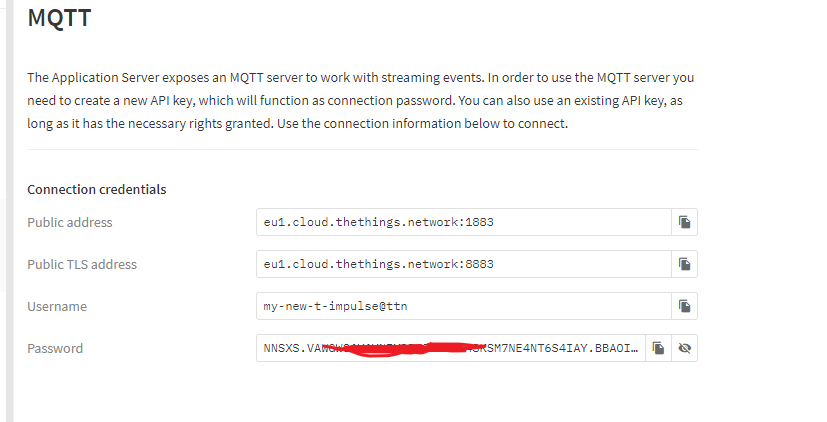 MQTT
The Application Server exposes an MQTT server to work with streaming events. In order to use the MQTT server you
need to create a new API key, which will function as connection password. You can also use an existing API key, as
long as it has the necessary rights granted. Use the connection information below to connect.
Connection credentials
Public address eu1.cloud.thethings.network:1883
Public TLS address eu1.cloud.thethings.network:8883
Username my-new-t-impulse@ttn
Password NNSXS.VA KSM7NE4NT6S4IAY.BBAOI…